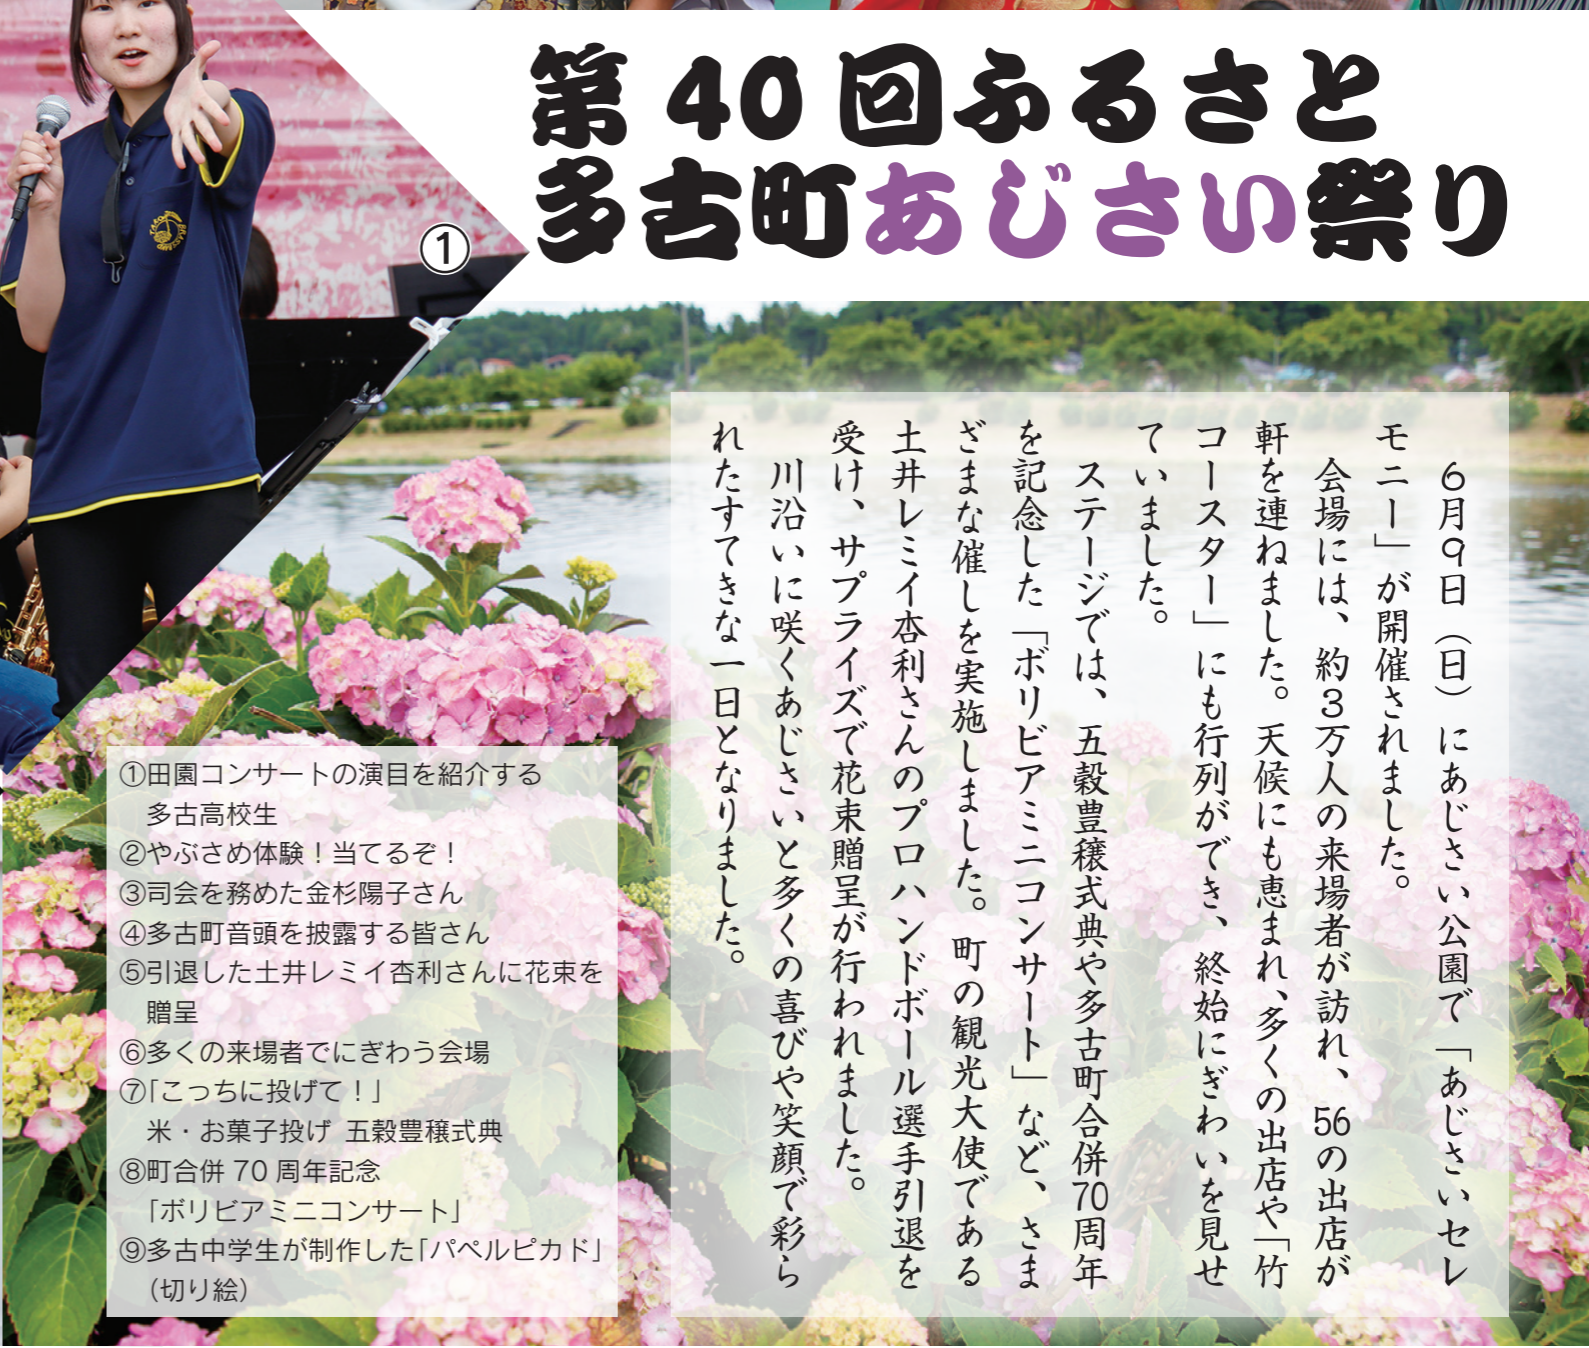 第40回ふるさと
多古町あじさい祭り
①
6月9日（日）にあじさい公園で「あじさいセレ
モニー」が開催されました。
会場には、約3万人の来場者が訪れ、56の出店が
軒を連ねました。天候にも恵まれ、多くの出店や「竹
コースター」にも行列ができ、終始にぎわいを見せ
ていました。
ステージでは、五穀豊穣式典や多古町合併70周年
を記念した「ボリビアミニコンサート」など、さま
ざまな催しを実施しました。町の観光大使である
土井レミイ杏利さんのプロハンドボール選手引退を
受け、サプライズで花束贈呈が行われました。
川沿いに咲くあじさいと多くの喜びや笑顔で彩ら
れたすてきな一日となりました。
①田園コンサートの演目を紹介する
多古高校生
②やぶさめ体験！当てるぞ！
③司会を務めた金杉陽子さん
④多古町音頭を披露する皆さん
⑤引退した土井レミイ杏利さんに花束を
贈呈
⑥多くの来場者でにぎわう会場
⑦「こっちに投げて！」
米・お菓子投げ 五穀豊穣式典
⑧町合併70周年記念
「ボリビアミニコンサート」
⑨多古中学生が制作した「パペルピカド」
（切り絵）